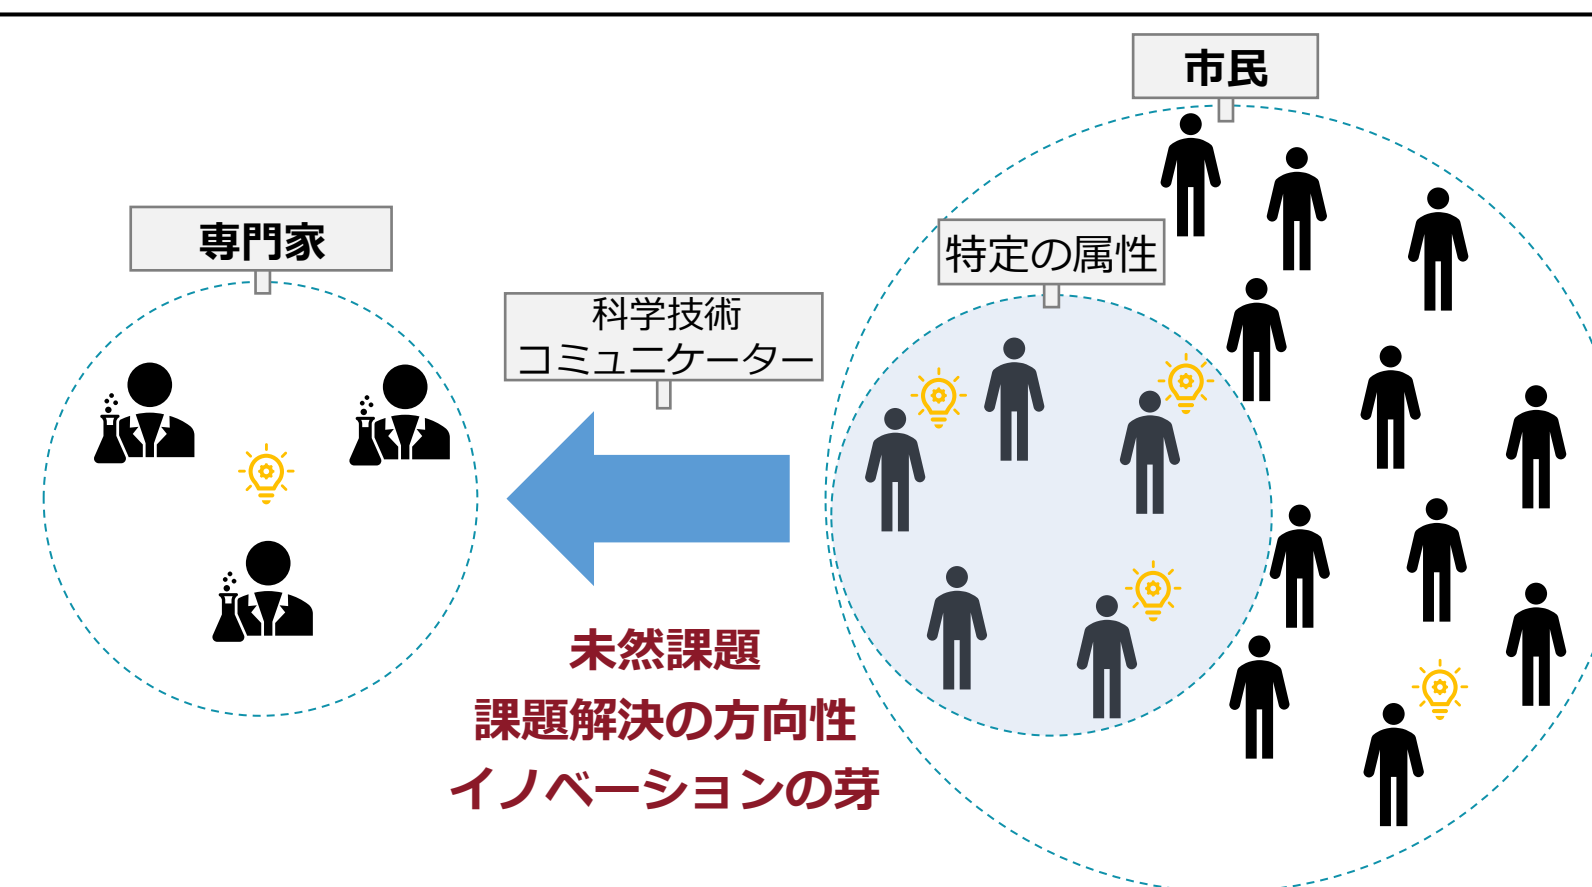 市民
専門家
特定の属性
科学技術
コミュニケーター
未然課題
課題解決の方向性
イノベーションの芽